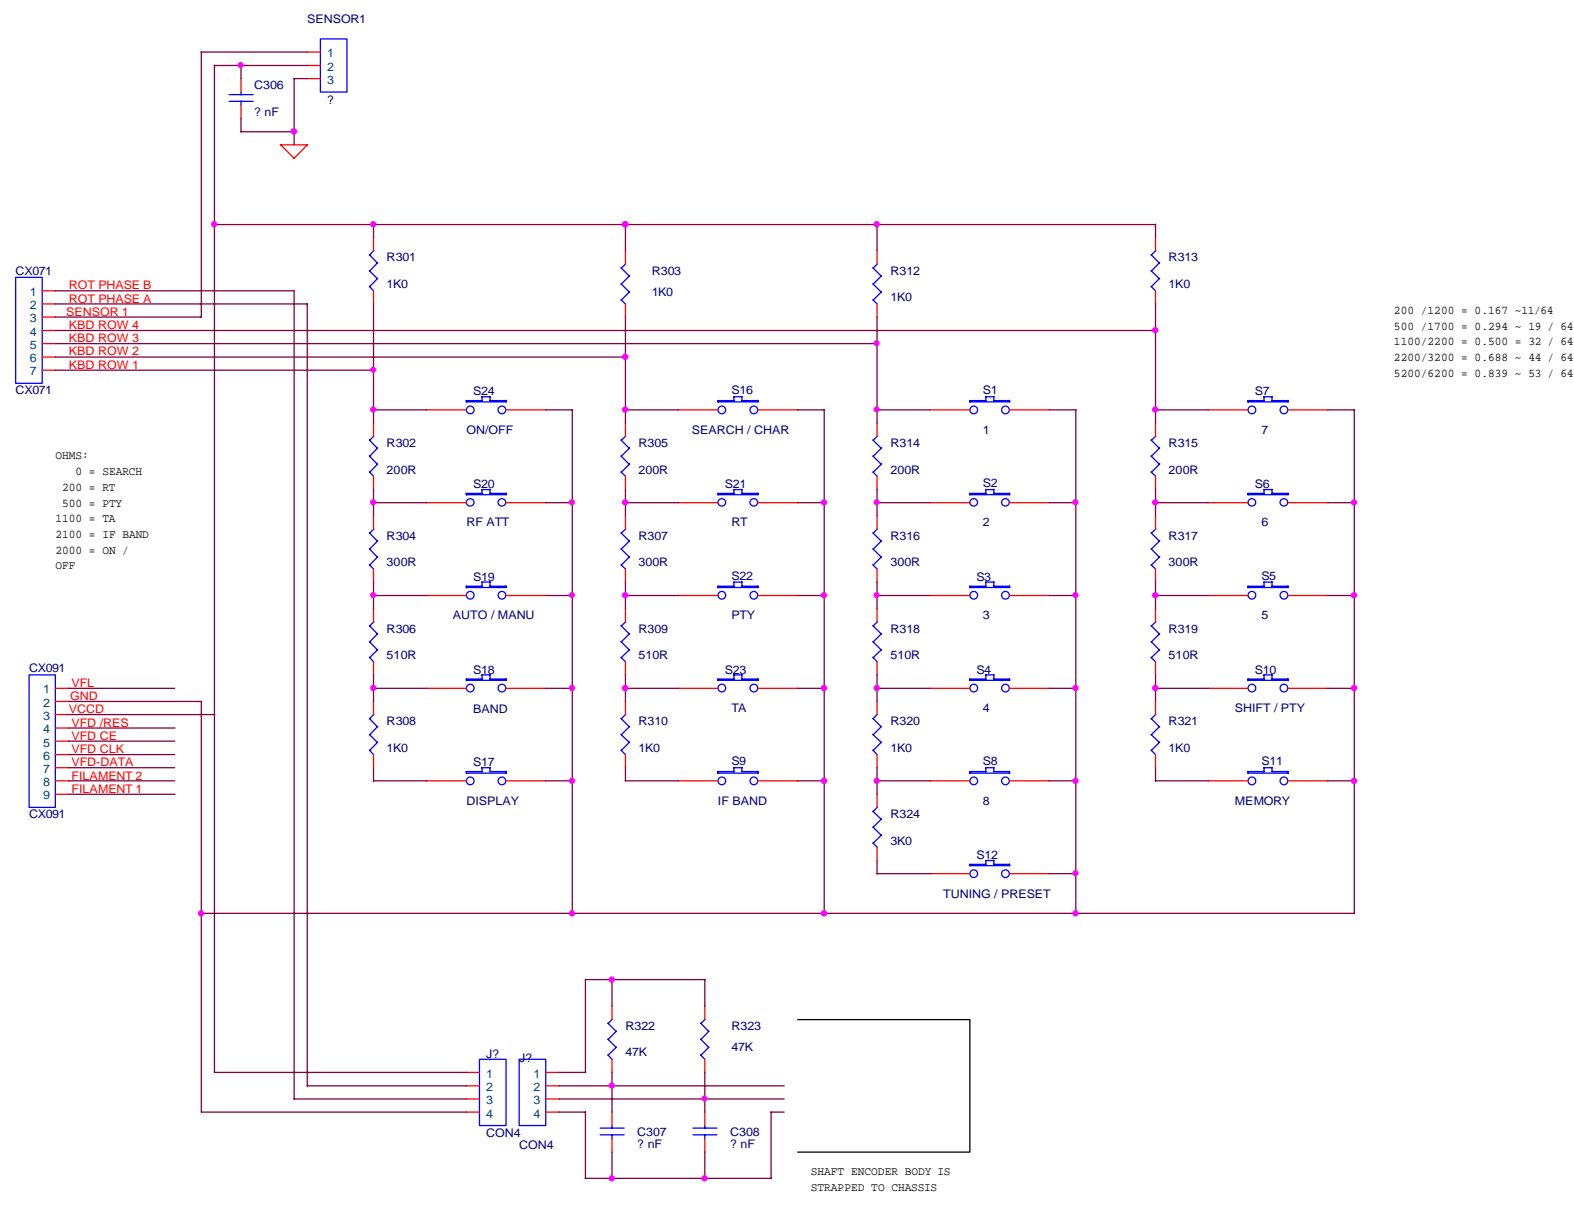 SENSOR1
1
2
3
C306
? nF
?
R301
1K0
R303
1K0
R312
1K0
R313
1K0
CX071
1 ROT PHASE B
2 ROT PHASE A
3 SENSOR 1
4 KBD ROW 4
5 KBD ROW 3
6 KBD ROW 2
7 KBD ROW 1
CX071
200 /1200 = 0.167 ~11/64
500 /1700 = 0.294 ~ 19 / 64
1100/2200 = 0.500 = 32 / 64
2200/3200 = 0.688 ~ 44 / 64
5200/6200 = 0.839 ~ 53 / 64
OHMS:
0 = SEARCH
200 = RT
500 = PTY
1100 = TA
2100 = IF BAND
2000 = ON /
OFF
S24
ON/OFF
R302
200R
S20
RF ATT
R304
300R
S19
AUTO / MANU
R306
510R
S18
BAND
R308
1K0
S17
DISPLAY
S16
SEARCH / CHAR
R305
200R
S21
RT
R307
300R
S22
PTY
R309
510R
S23
TA
R310
1K0
S9
IF BAND
S1
1
R314
200R
S2
2
R316
300R
S3
3
R318
510R
S4
4
R320
1K0
S8
8
R324
3K0
S12
TUNING / PRESET
S7
7
R315
200R
S6
6
R317
300R
S5
5
R319
510R
S10
SHIFT / PTY
R321
1K0
S11
MEMORY
CX091
1 VFL
2 GND
3 VCCD
4 VFD /RES
5 VFD CE
6 VFD CLK
7 VFD-DATA
8 FILAMENT 2
9 FILAMENT 1
CX091
J?
1
2
3
4
CON4
J?
1
2
3
4
CON4
R322
47K
R323
47K
C307
? nF
C308
? nF
SHAFT ENCODER BODY IS
STRAPPED TO CHASSIS